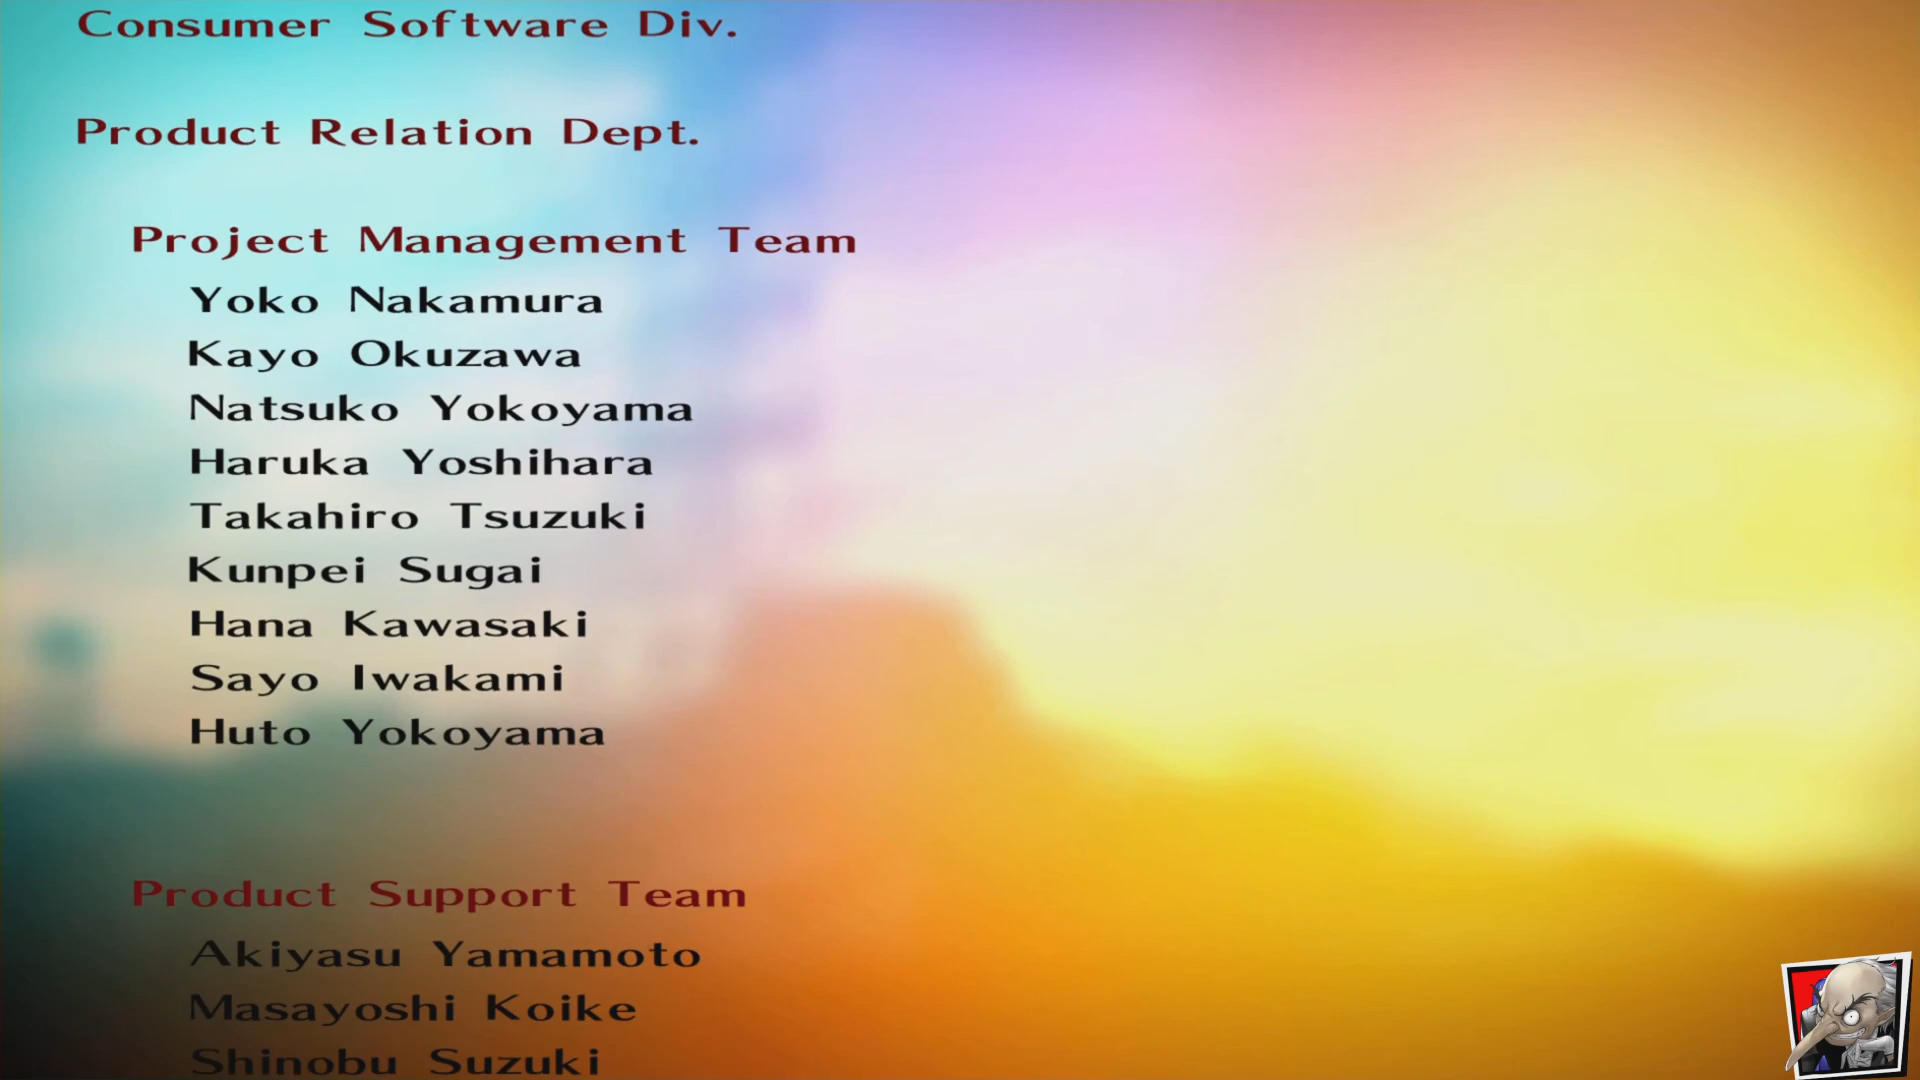 Consumer Software Div.
Product Relation Dept.
Project Management Team
Yoko Nakamura
Kayo Okuzawa
Natsuko Yokoyama
Haruka Yoshihara
Takahiro Tsuzuki
Kunpei Sugai
Hana Kawasaki
Sayo Iwakami
Huto Yokoyama
Product Support Team
Akiyasu Yamamoto
Masayoshi Koike
Shinobu Suzuki